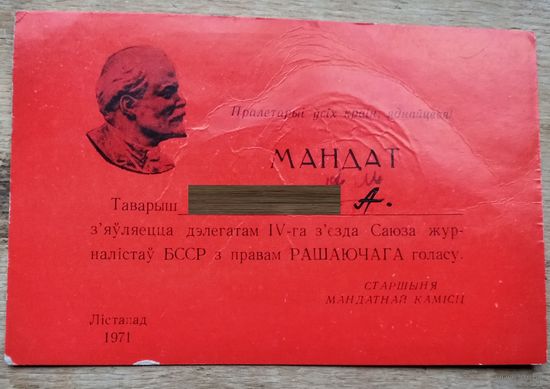 Пралетарыі ўсіх краін, еднайцеся!
МАНДАТ
Таварыш А.
з'яўляецца дэлегатам IV-га з'езда Саюза жур-
налістаў БССР з правам РАШАЮЧАГА голасу.
СТАРШЫНЯ
МАНДАТНАЙ КАМІСІІ
Лістапад
1971